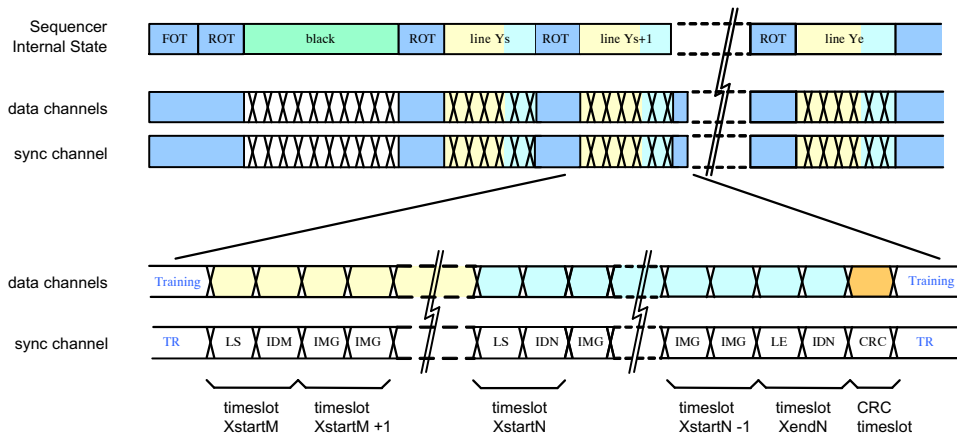 Sequencer
Internal State
FOT ROT black ROT line Ys ROT line Ys+1 ROT line Ye
data channels
sync channel
data channels
Training Training
sync channel
TR LS IDM IMG IMG LS IDN IMG IMG IMG LE IDN CRC TR
timeslot timeslot timeslot timeslot timeslot CRC
XstartM XstartM +1 XstartN XstartN -1 XendN timeslot